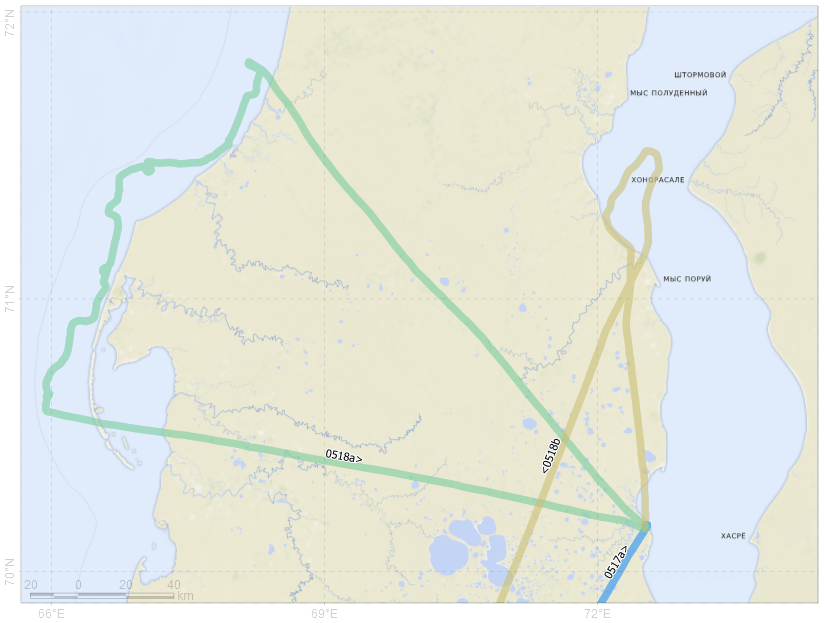 72°N
ШТОРМОВОЙ
МЫС ПОЛУДЕННЫЙ
ХОНОРАСАЛЕ
МЫС ПОРУЙ
71°N
<0518b
0518a>
ХАСРЕ
0517a>
70°N
20 0 20 40
km
66°E 69°E 72°E